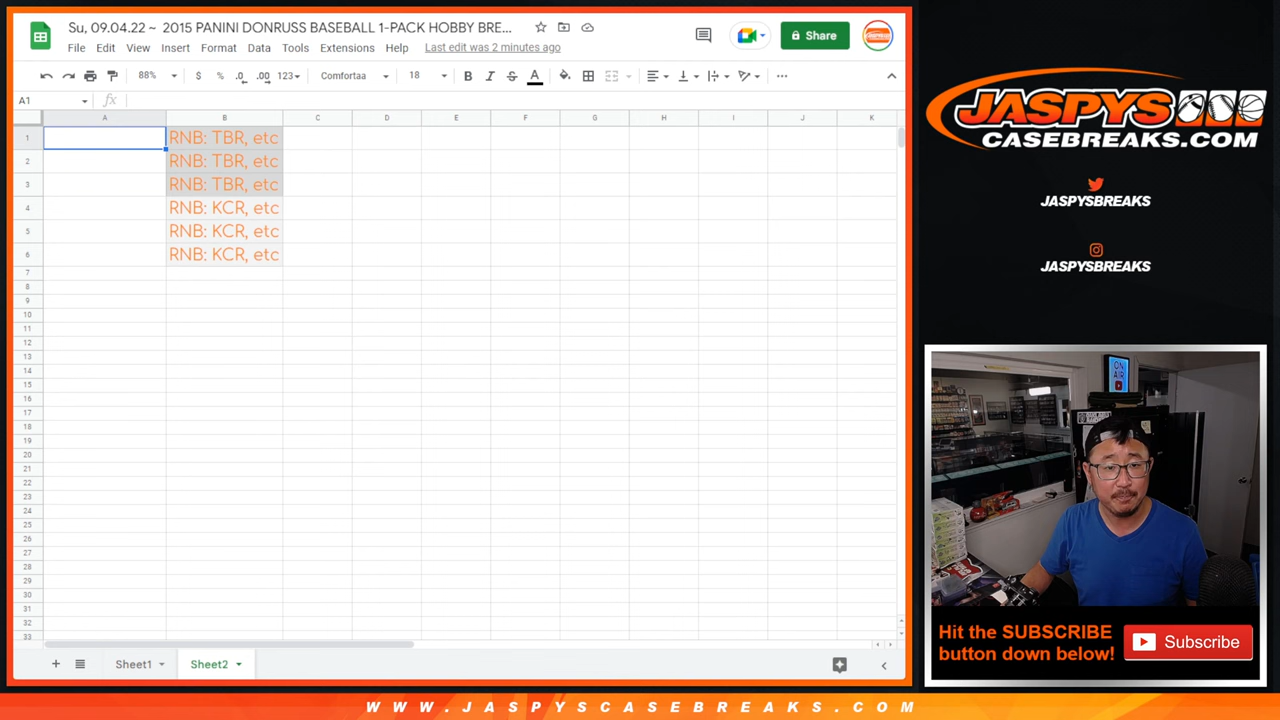 Su, 09.04.22 ~ 2015 PANINI DONRUSS BASEBALL 1-PACK HOBBY BRE...
File Edit View Insert Format Data Tools Extensions Help Last edit was 2 minutes ago
Share
88% $ % .0 .00 123 Comfortaa 18 B I S A
A1 fx
A B C D E F G H I J K
1 RNB: TBR, etc
2 RNB: TBR, etc
3 RNB: TBR, etc
4 RNB: KCR, etc
5 RNB: KCR, etc
6 RNB: KCR, etc
7
8
9
10
11
12
13
14
15
16
17
18
19
20
21
22
23
24
25
26
27
28
29
30
31
32
33
Sheet1 Sheet2
JASPYS
CASEBREAKS.COM
JASPYSBREAKS
JASPYSBREAKS
ON
AIR
Hit the SUBSCRIBE
button down below!
Subscribe
WWW.JASPYSCASEBREAKS.COM